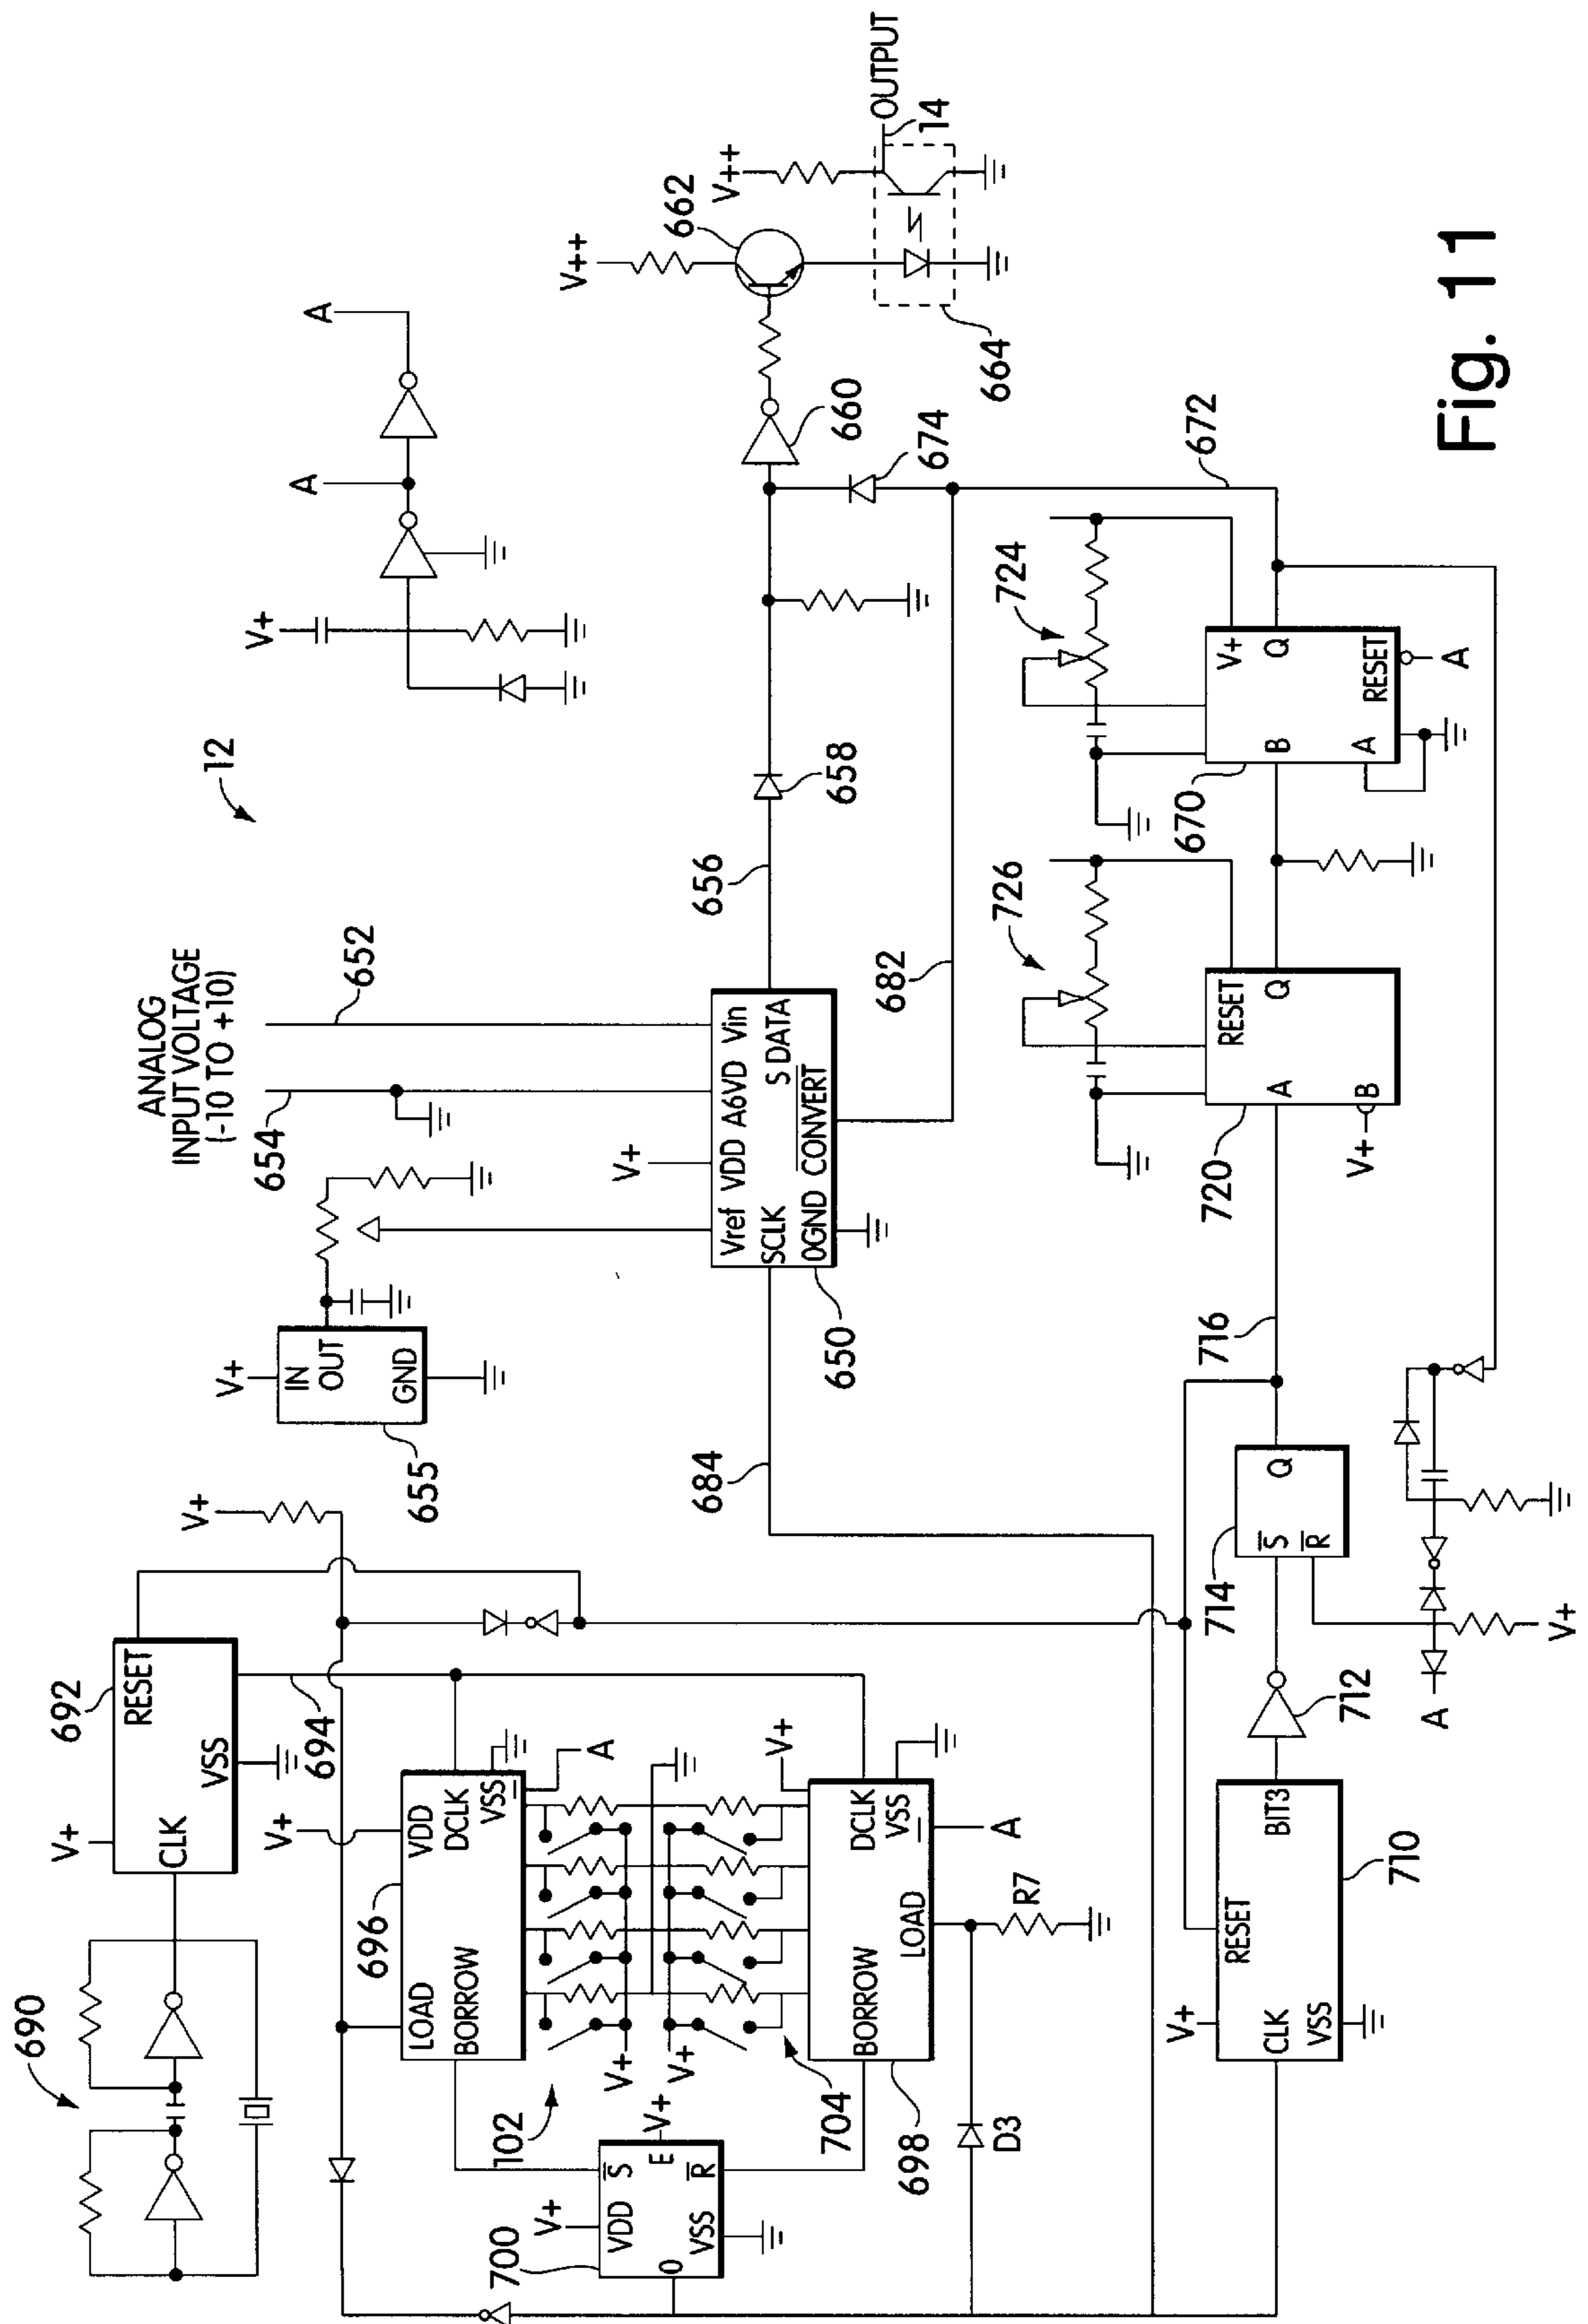 12
ANALOG
INPUT VOLTAGE
(-10 TO +10)
652
654
V+
IN
OUT
GND
655
Vref VDD A6VD Vin
SCLK S DATA
0GND CONVERT
V+
650
656
658
682
684
V+
A
A
660
V++
662
V++
OUTPUT
14
664
674
672
690
V+
CLK
RESET
VSS
692
694
V+
V+
LOAD
VDD
BORROW
DCLK
VSS
696
A
102
V+
V+
704
V+
BORROW
DCLK
VSS
LOAD
A
698
R7
D3
700
V+
VDD
S
E
V+
R
VSS
0
V+
RESET
CLK
VSS
BIT3
710
712
714
S
R
Q
716
A
V+
726
RESET
A
Q
B
V+
720
724
V+
B
Q
A
RESET
A
670
Fig. 11